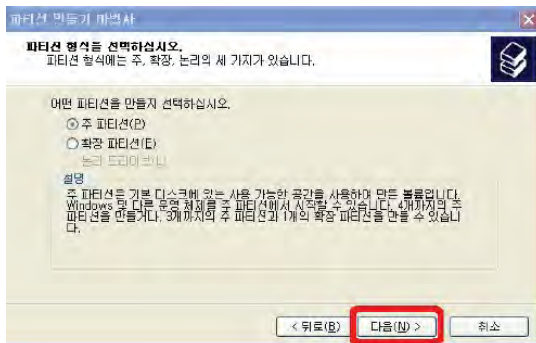 파티션 만들기 마법사
파티션 형식을 선택하십시오.
파티션 형식에는 주, 확장, 논리의 세 가지가 있습니다.
어떤 파티션을 만들지 선택하십시오.
주 파티션(P)
확장 파티션(E)
논리 드라이브(L)
설명
주 파티션은 기본 디스크에 있는 사용 가능한 공간을 사용하여 만든 볼륨입니다.
Windows 및 다른 운영 체제를 주 파티션에서 시작할 수 있습니다. 4개까지의 주
파티션을 만들거나, 3개까지의 주 파티션과 1개의 확장 파티션을 만들 수 있습니
다.
< 뒤로(B)
다음(N) >
취소